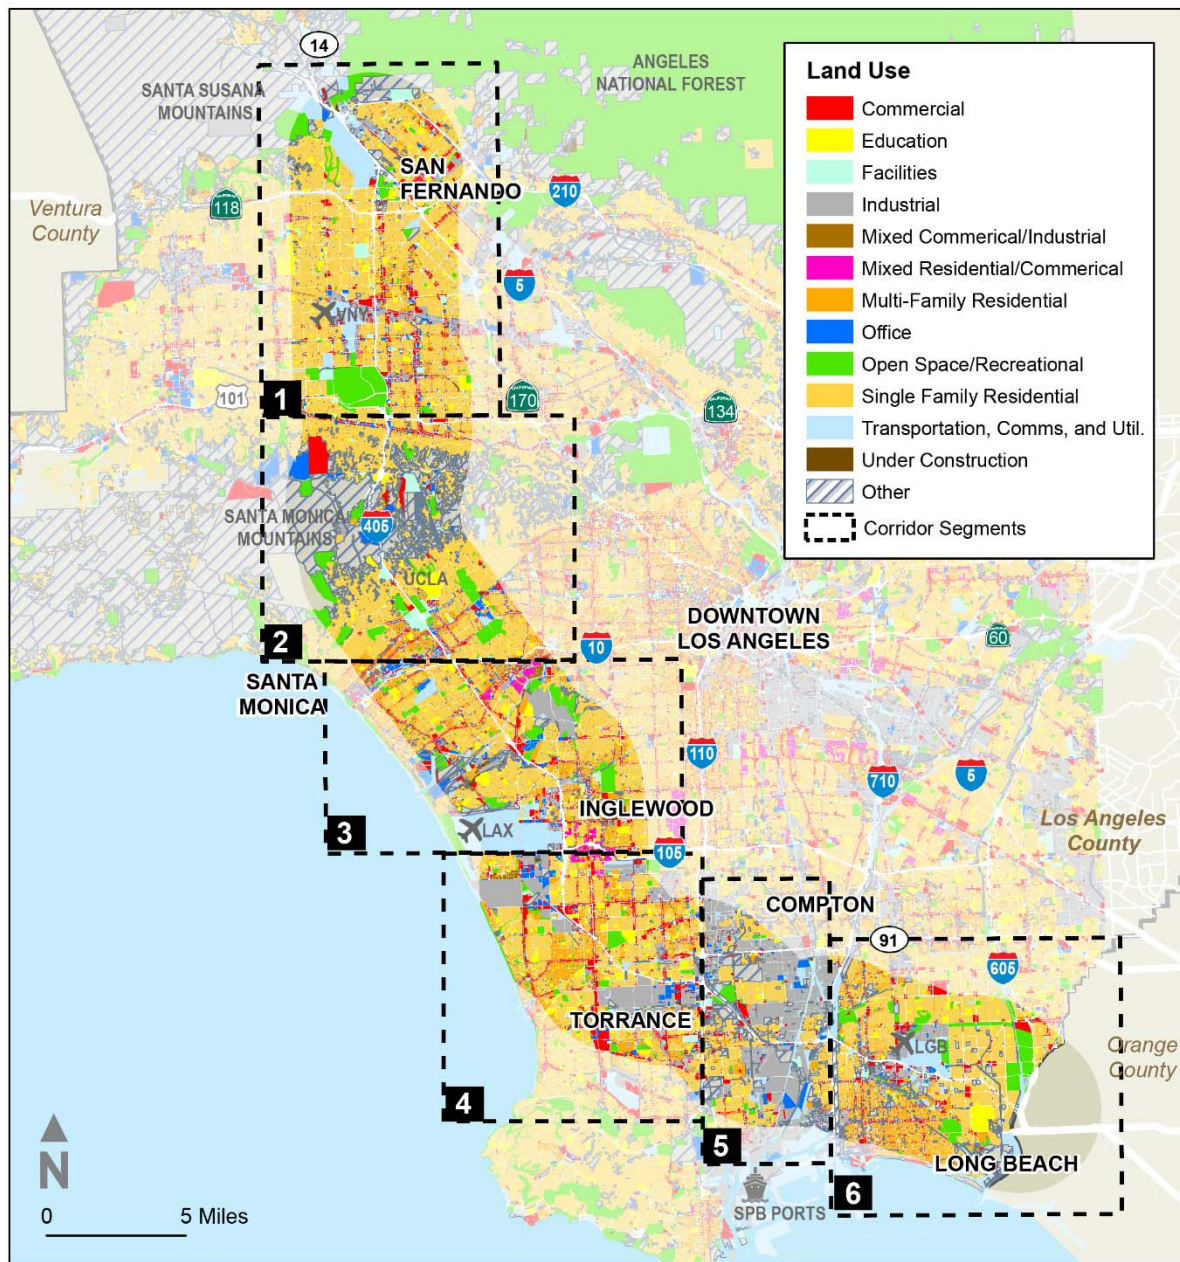 14
SANTA SUSANA
MOUNTAINS
ANGELES
NATIONAL FOREST
Land Use
Commercial
Education
Facilities
Industrial
Mixed Commerical/Industrial
Mixed Residential/Commerical
Multi-Family Residential
Office
Open Space/Recreational
Single Family Residential
Transportation, Comms, and Util.
Under Construction
Other
Corridor Segments
SAN
FERNANDO
210
118
Ventura
County
5
VNY
101
1
CALIFORNIA
170
CALIFORNIA
134
SANTA MONICA
MOUNTAINS
405
UCLA
DOWNTOWN
LOS ANGELES
60
2
10
SANTA
MONICA
110
710
5
INGLEWOOD
Los Angeles
County
3
LAX
105
COMPTON
91
605
TORRANCE
LGB
Orange
County
4
5
LONG BEACH
6
SPB PORTS
N
0 5 Miles